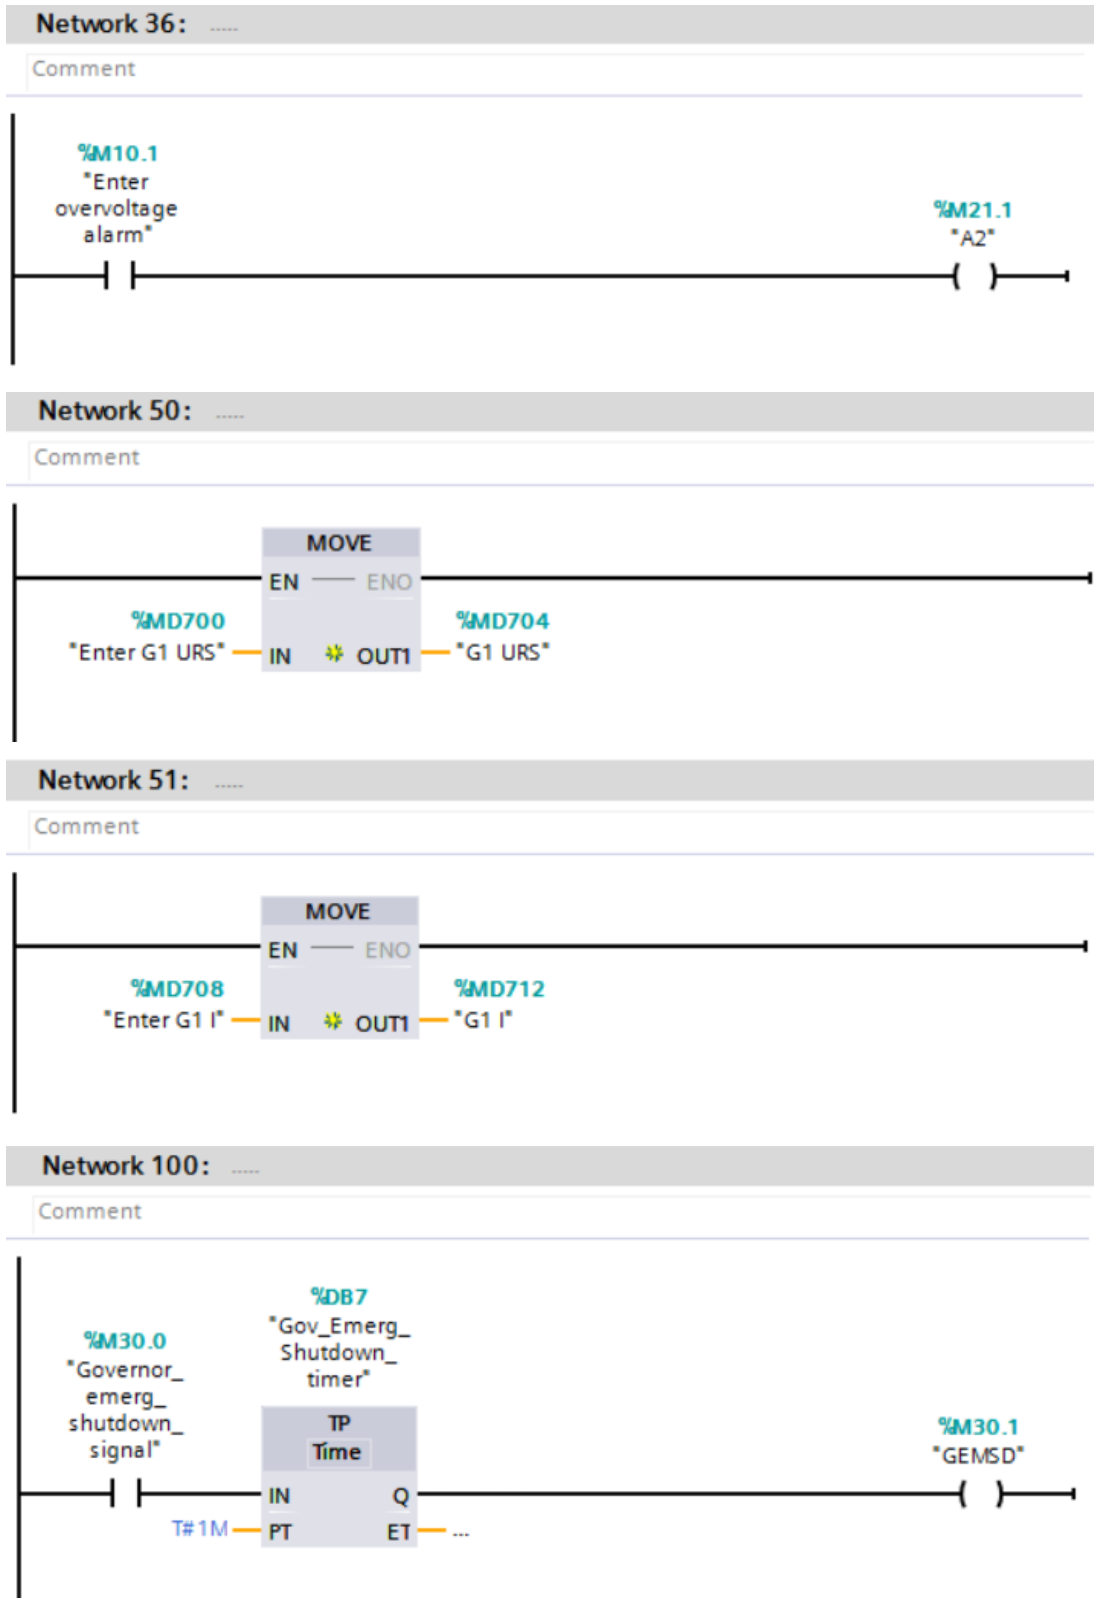 Network 36: .....
Comment
%M10.1
"Enter
overvoltage
alarm"
%M21.1
"A2"
Network 50: .....
Comment
MOVE
EN ENO
%MD700 %MD704
"Enter G1 URS" IN OUT1 "G1 URS"
Network 51: .....
Comment
MOVE
EN ENO
%MD708 %MD712
"Enter G1 I" IN OUT1 "G1 I"
Network 100: .....
Comment
%DB7
"Gov_Emerg_
Shutdown_
timer"
%M30.0
"Governor_
emerg_
shutdown_
signal"
TP
Time
%M30.1
"GEMSD"
IN Q
T#1M PT ET ...